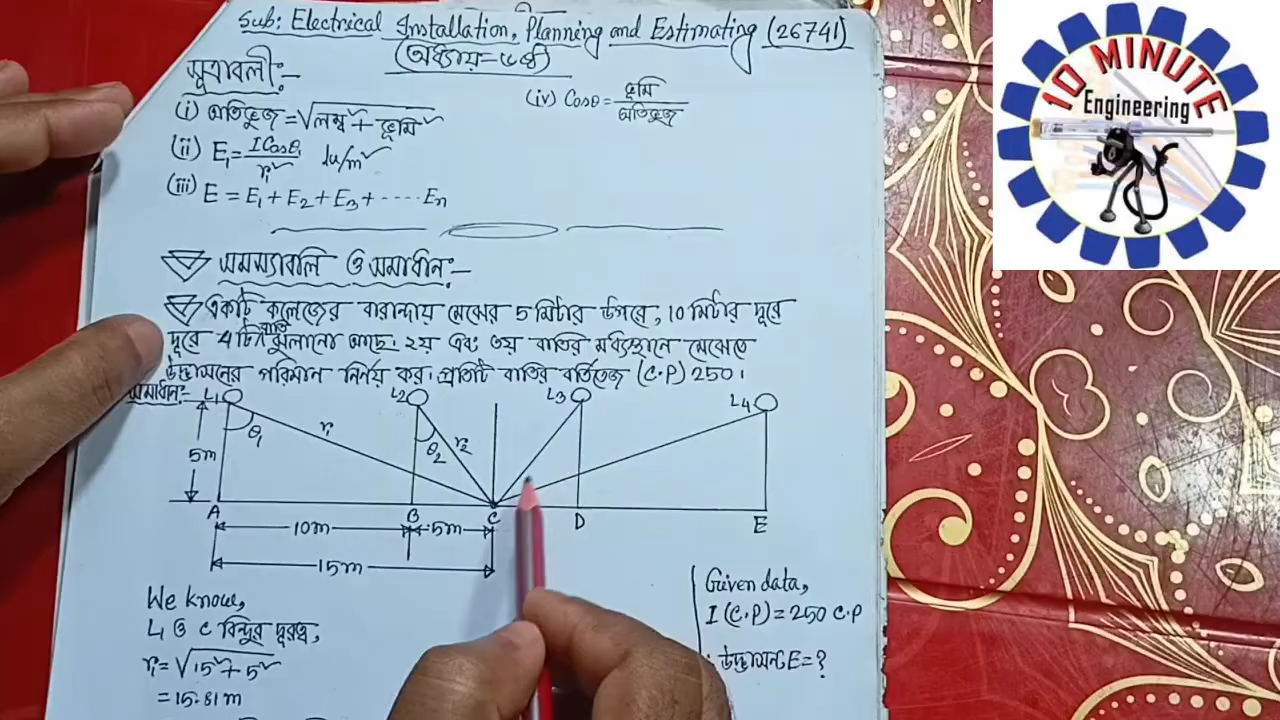 Sub: Electrical Installation, Planning and Estimating (26741)
(অধ্যায়-৬ষ্ঠ)
সূত্রাবলী:-
(i) অতিভুজ=√লম্ব²+ভূমি²
(ii) E₁=ICosθ₁/r₁² lu/m²
(iii) E = E₁+E₂+E₃+····Eₙ
(iv) Cosθ=ভূমি/অতিভুজ
সমস্যাবলি ও সমাধান:-
একটি কলেজের বারান্দায় মেঝের 5 মিটার উপরে, 10 মিটার দূরে
দূরে 4টি বাতি ঝুলানো আছে। ২য় এবং ৩য় বাতির মধ্যস্থানে মেঝেতে
উদ্ভাসনের পরিমান নির্ণয় কর। প্রতিটি বাতির বর্তিতেজ (C.P) 250।
সমাধান:-
L₁ L₂ L₃ L₄
θ₁ r₁ θ₂ r₂
5m
A B C D E
10m 5m
15m
We know,
L₁ ও C বিন্দুর দূরত্ব,
r₁=√15²+5²
=15.81m
Given data,
I (C.P)=250 C.P
উদ্ভাসন E=?
10 MINUTE
Engineering